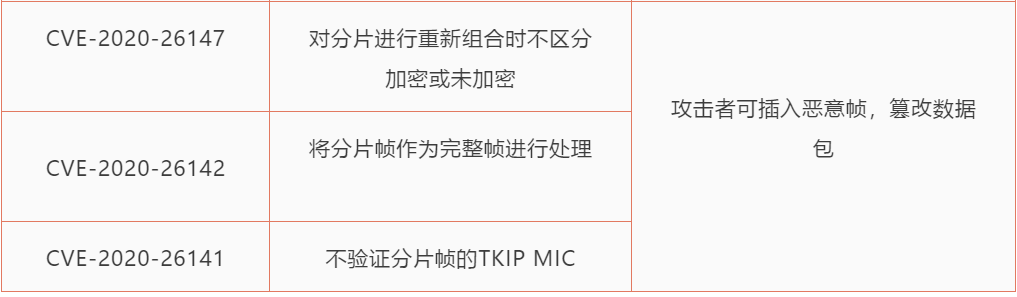 CVE-2020-26147
对分片进行重新组合时不区分
加密或未加密
攻击者可插入恶意帧，篡改数据
包
CVE-2020-26142
将分片帧作为完整帧进行处理
CVE-2020-26141
不验证分片帧的TKIP MIC